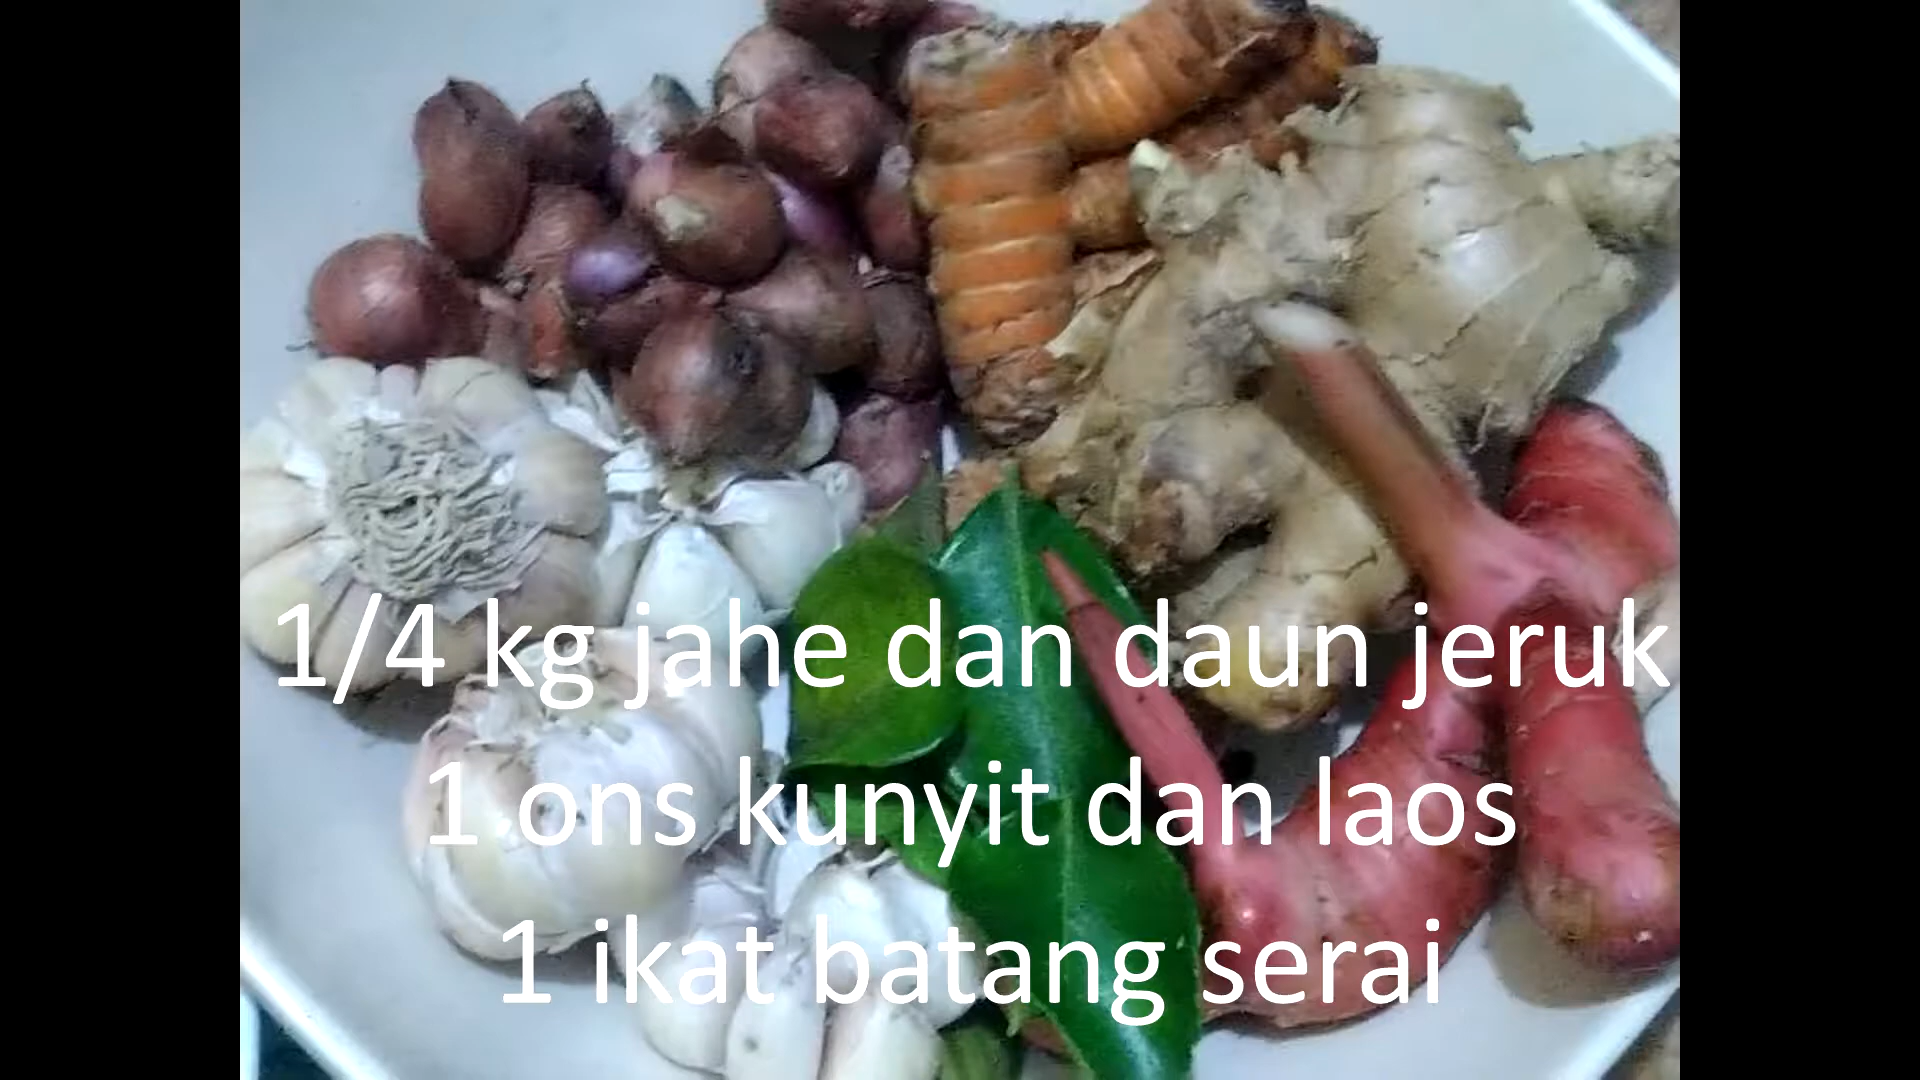 1/4 kg jahe dan daun jeruk
1 ons kunyit dan laos
1 ikat batang serai